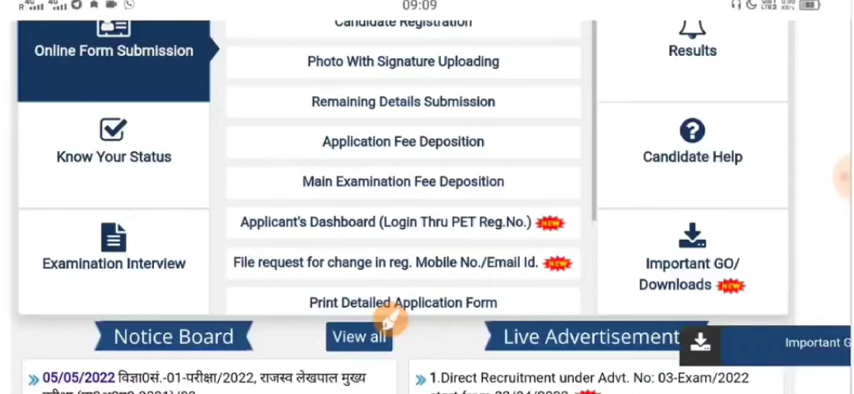 09:09
Candidate Registration
Online Form Submission
Photo With Signature Uploading
Results
Remaining Details Submission
Know Your Status
Application Fee Deposition
Candidate Help
Main Examination Fee Deposition
Applicant's Dashboard (Login Thru PET Reg.No.) NEW
Examination Interview
File request for change in reg. Mobile No./Email Id. NEW
Important GO/
Downloads NEW
Print Detailed Application Form
Notice Board
View all
Live Advertisement
Important G
05/05/2022 विज्ञा0सं.-01-परीक्षा/2022, राजस्व लेखपाल मुख्य
1.Direct Recruitment under Advt. No: 03-Exam/2022